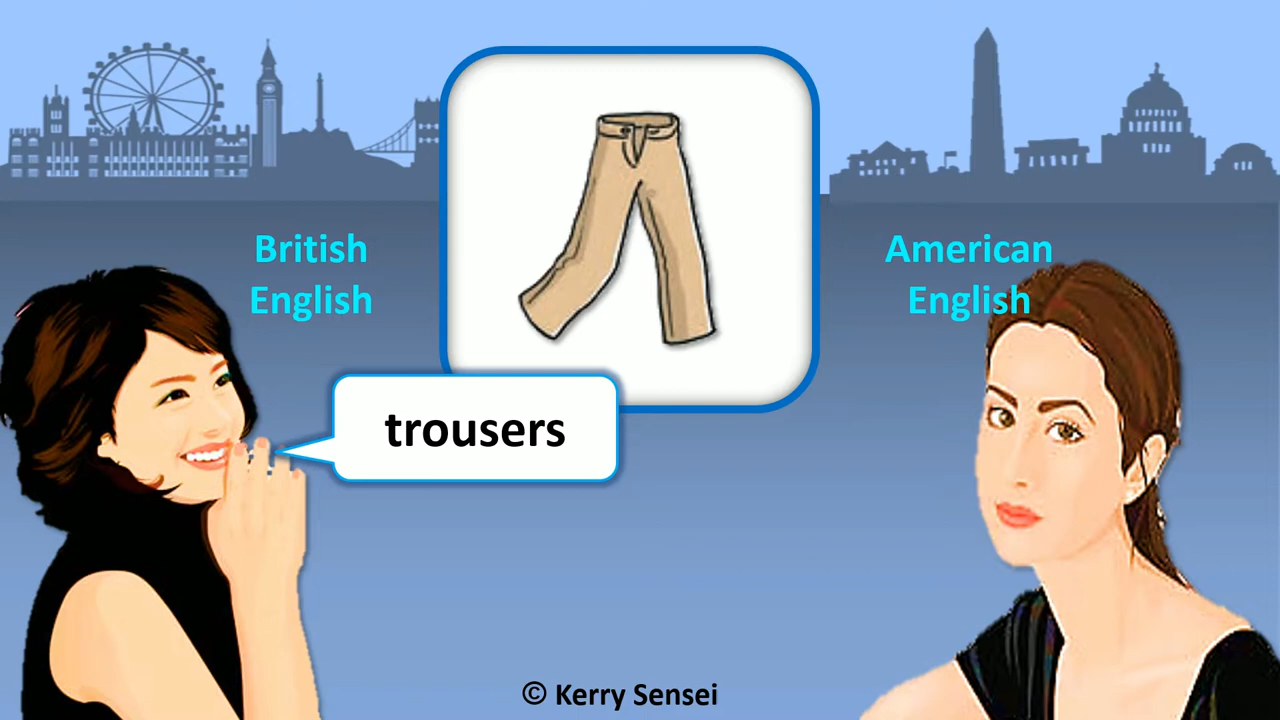 British
English
American
English
trousers
© Kerry Sensei